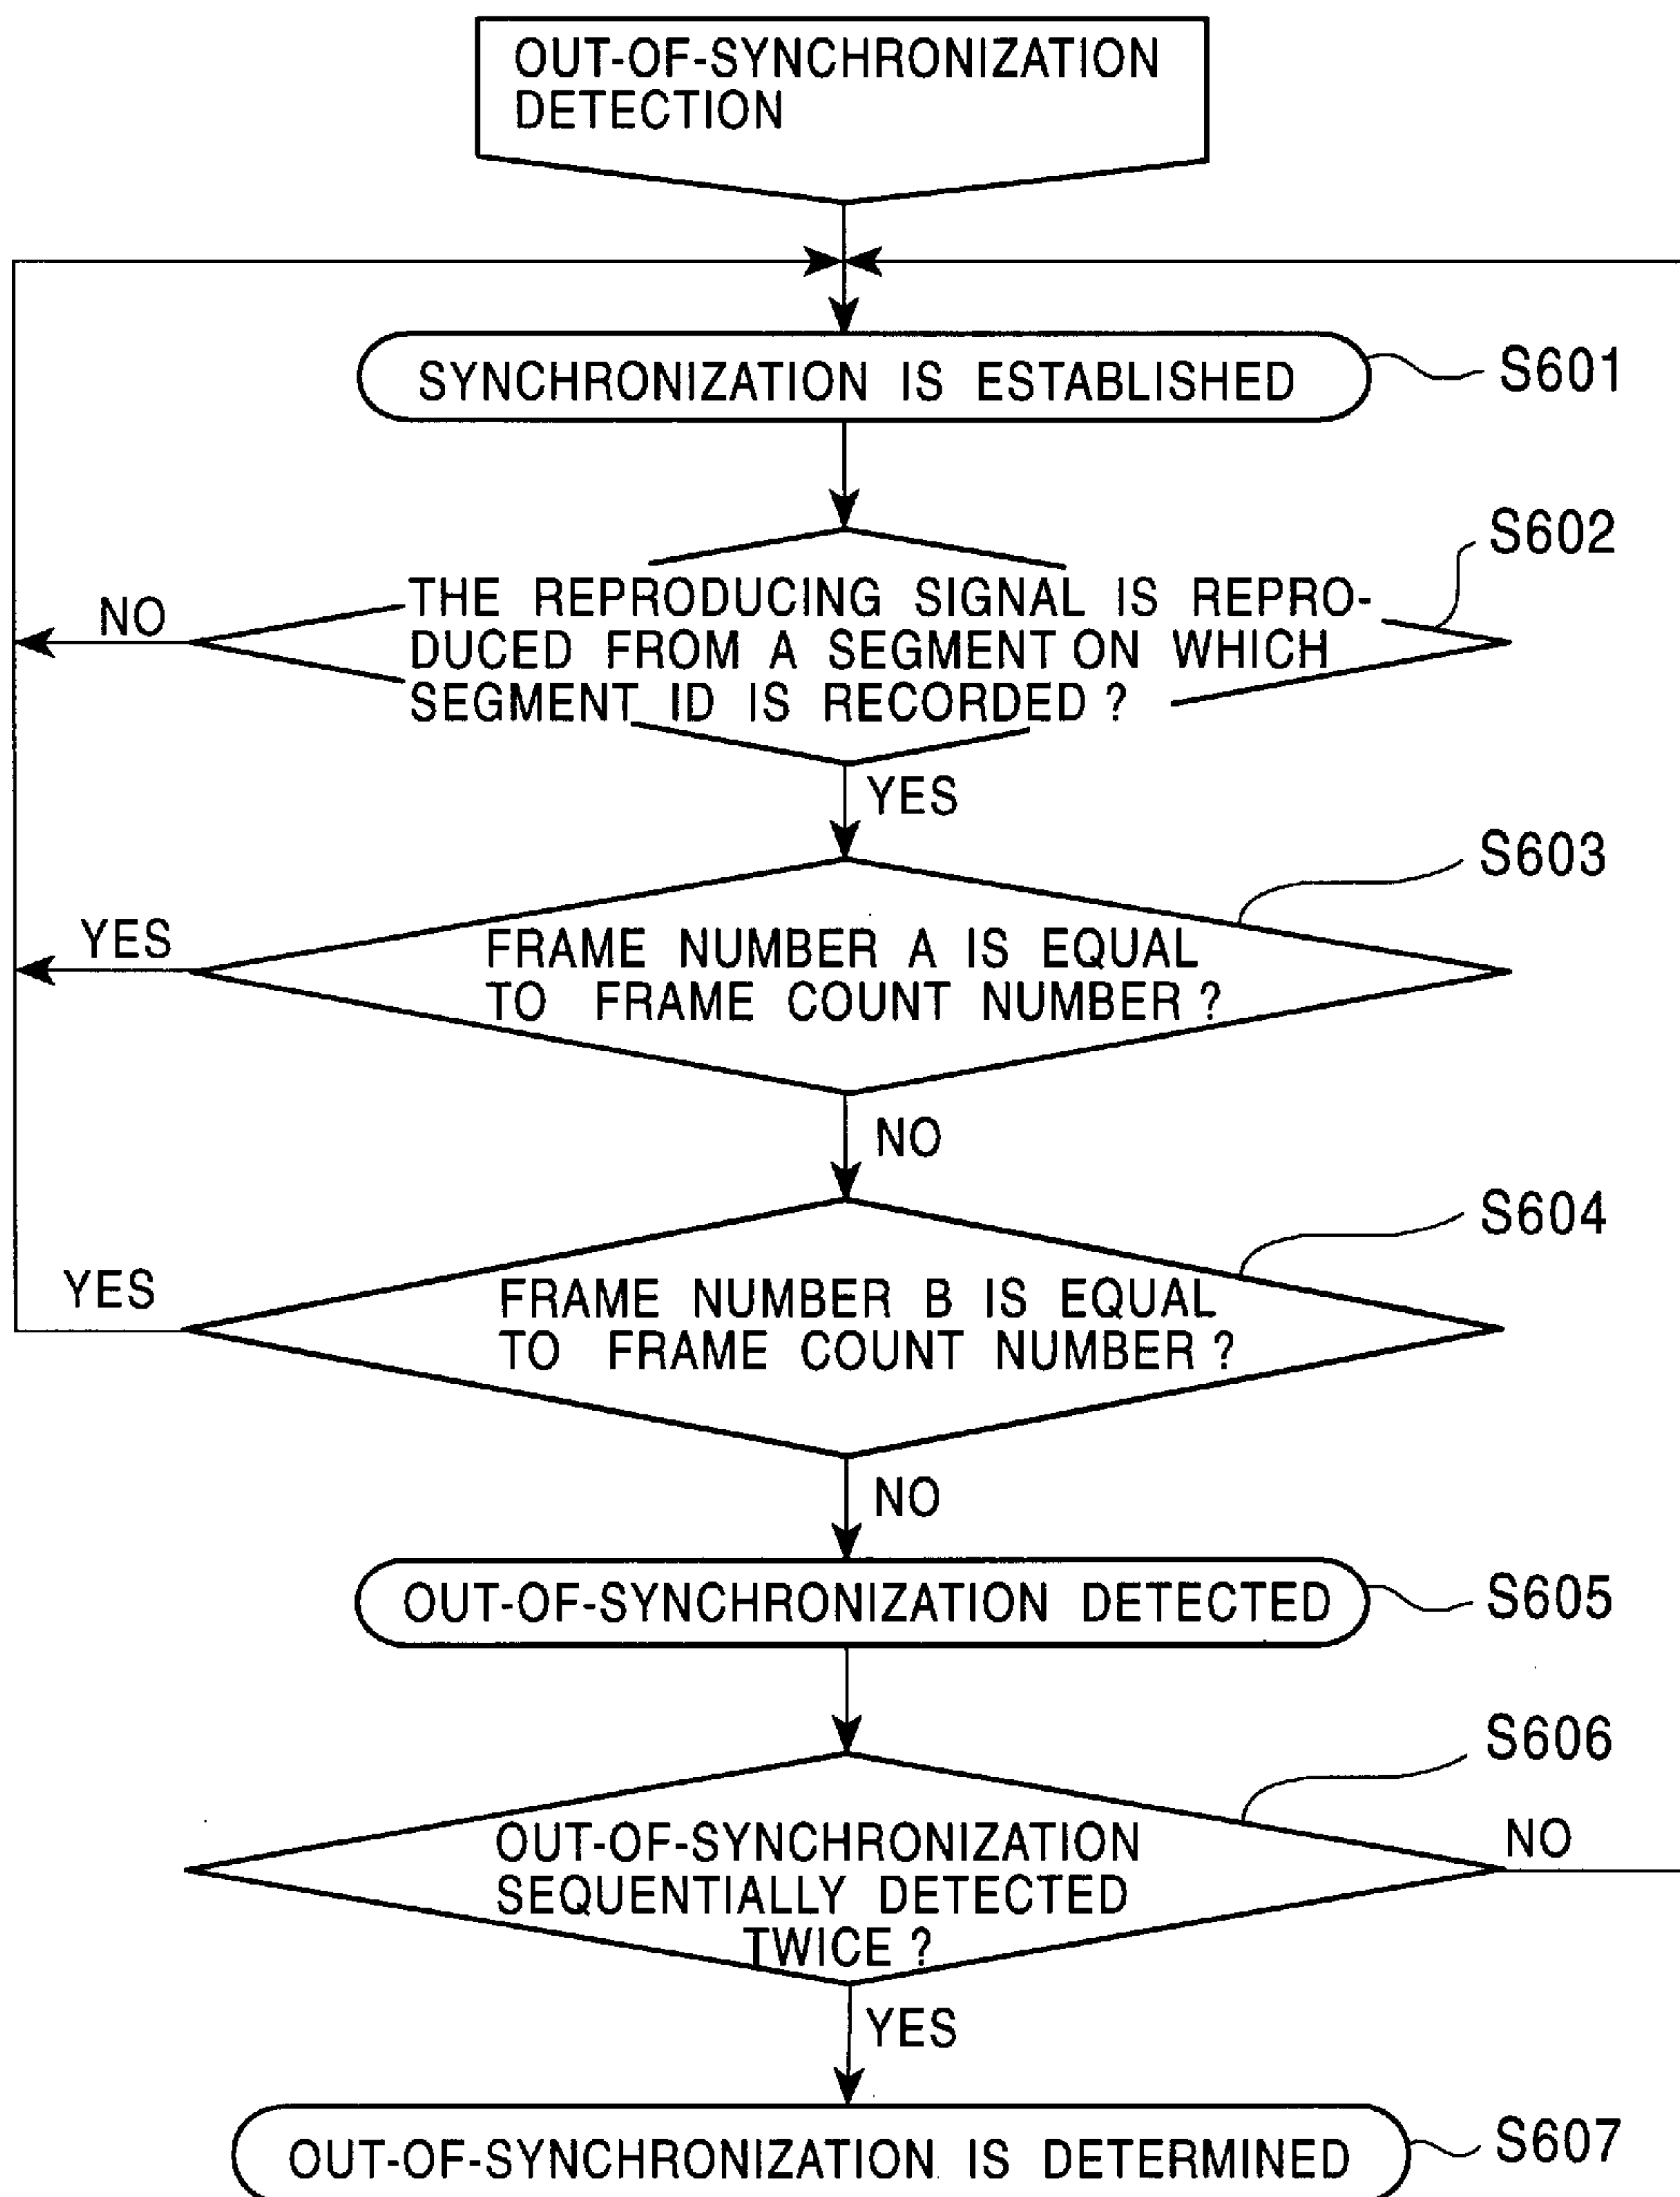 OUT-OF-SYNCHRONIZATION
DETECTION
SYNCHRONIZATION IS ESTABLISHED
S601
S602
THE REPRODUCING SIGNAL IS REPRO-
DUCED FROM A SEGMENT ON WHICH
SEGMENT ID IS RECORDED ?
NO
YES
S603
YES
FRAME NUMBER A IS EQUAL
TO FRAME COUNT NUMBER ?
NO
S604
YES
FRAME NUMBER B IS EQUAL
TO FRAME COUNT NUMBER ?
NO
OUT-OF-SYNCHRONIZATION DETECTED
S605
S606
OUT-OF-SYNCHRONIZATION
SEQUENTIALLY DETECTED
TWICE ?
NO
YES
OUT-OF-SYNCHRONIZATION IS DETERMINED
S607